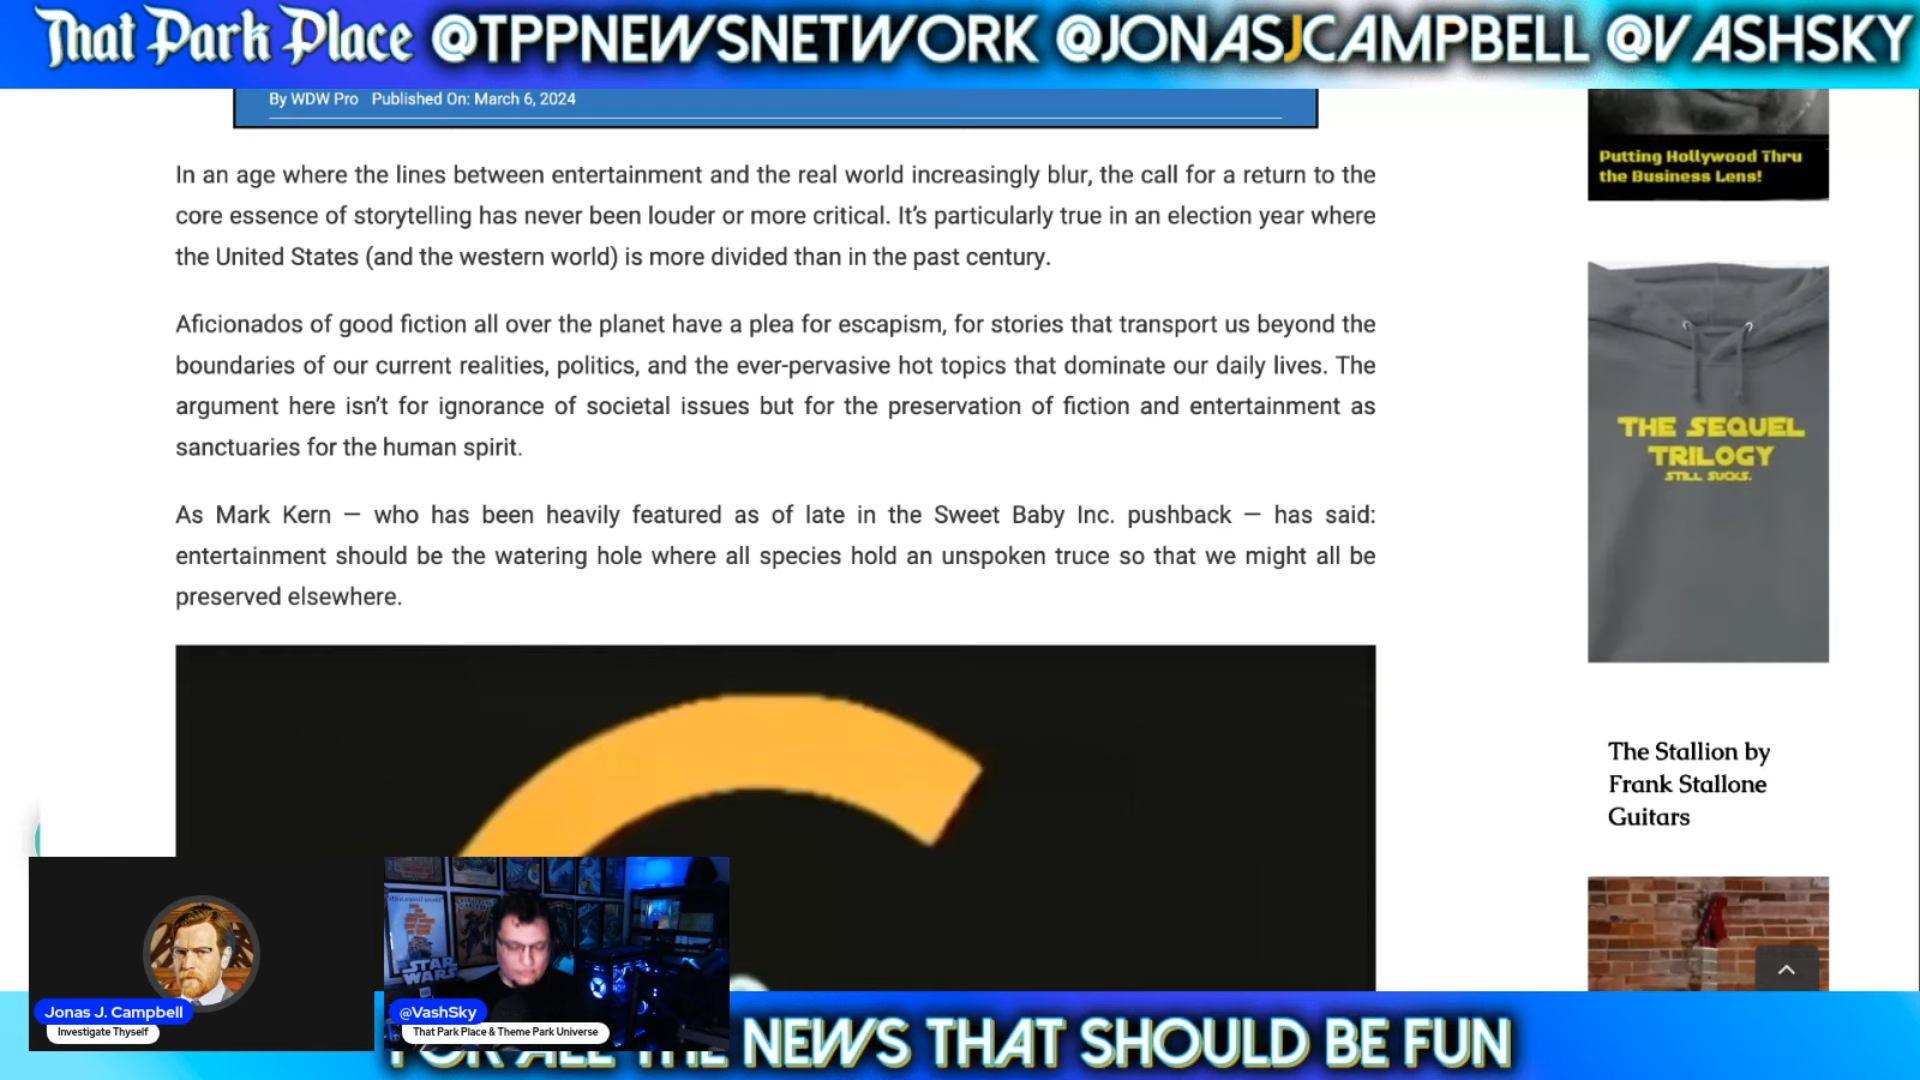 That Park Place @TPPNEWSNETWORK @JONASJCAMPBELL @VASHSKY
By WDW Pro Published On: March 6, 2024
In an age where the lines between entertainment and the real world increasingly blur, the call for a return to the
core essence of storytelling has never been louder or more critical. It’s particularly true in an election year where
the United States (and the western world) is more divided than in the past century.
Aficionados of good fiction all over the planet have a plea for escapism, for stories that transport us beyond the
boundaries of our current realities, politics, and the ever-pervasive hot topics that dominate our daily lives. The
argument here isn’t for ignorance of societal issues but for the preservation of fiction and entertainment as
sanctuaries for the human spirit.
As Mark Kern — who has been heavily featured as of late in the Sweet Baby Inc. pushback — has said:
entertainment should be the watering hole where all species hold an unspoken truce so that we might all be
preserved elsewhere.
Putting Hollywood Thru
the Business Lens!
THE SEQUEL
TRILOGY
STILL SUCKS.
The Stallion by
Frank Stallone
Guitars
STAR
WARS
Jonas J. Campbell
Investigate Thyself
@VashSky
That Park Place & Theme Park Universe
FOR ALL THE NEWS THAT SHOULD BE FUN